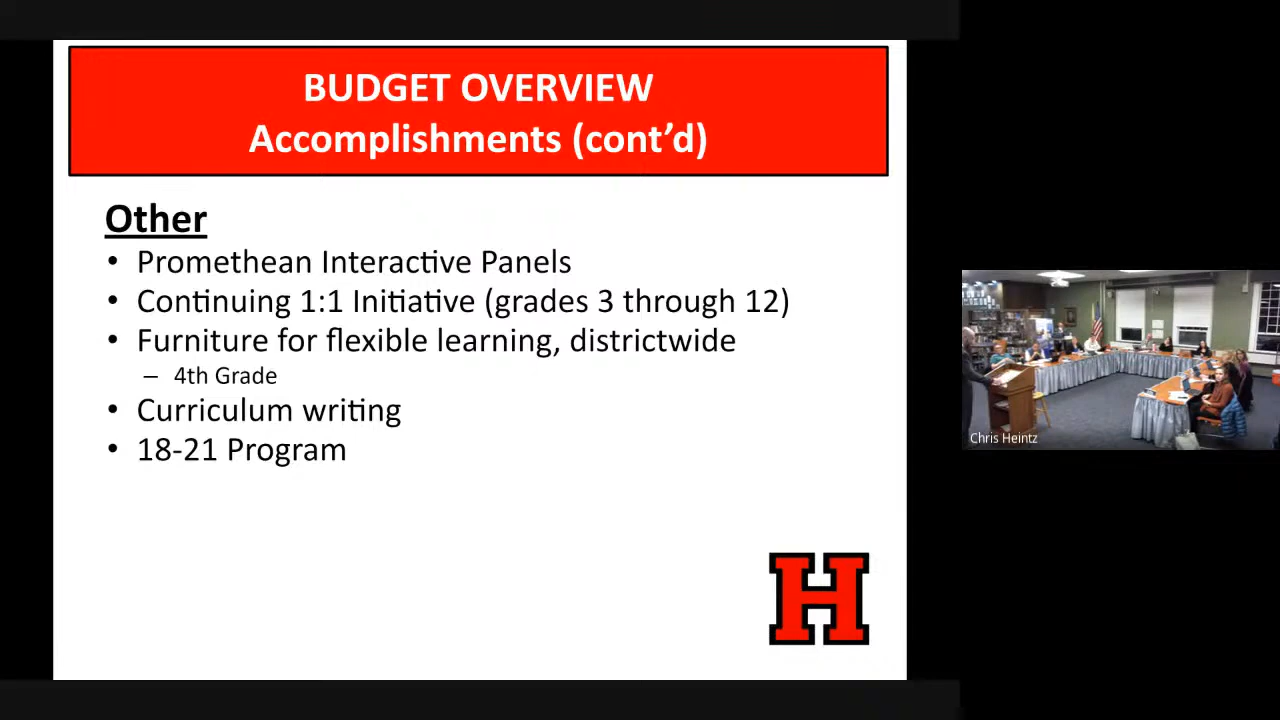 BUDGET OVERVIEW
Accomplishments (cont’d)
Other
• Promethean Interactive Panels
• Continuing 1:1 Initiative (grades 3 through 12)
• Furniture for flexible learning, districtwide
– 4th Grade
• Curriculum writing
• 18-21 Program
H
Chris Heintz